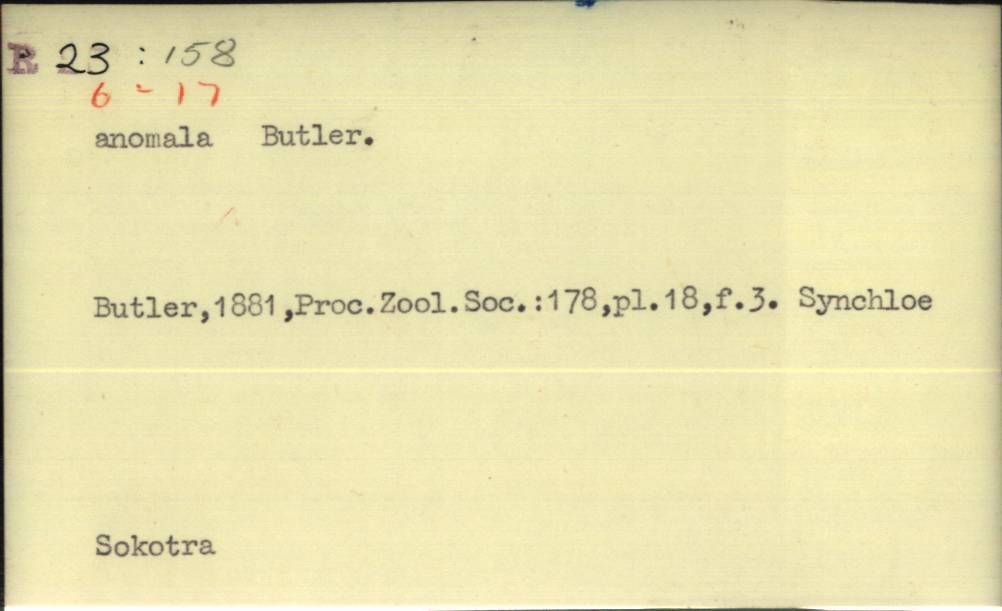 R 23 : 158
6 - 17
anomala Butler.
Butler,1881,Proc.Zool.Soc.:178,pl.18,f.3. Synchloe
Sokotra